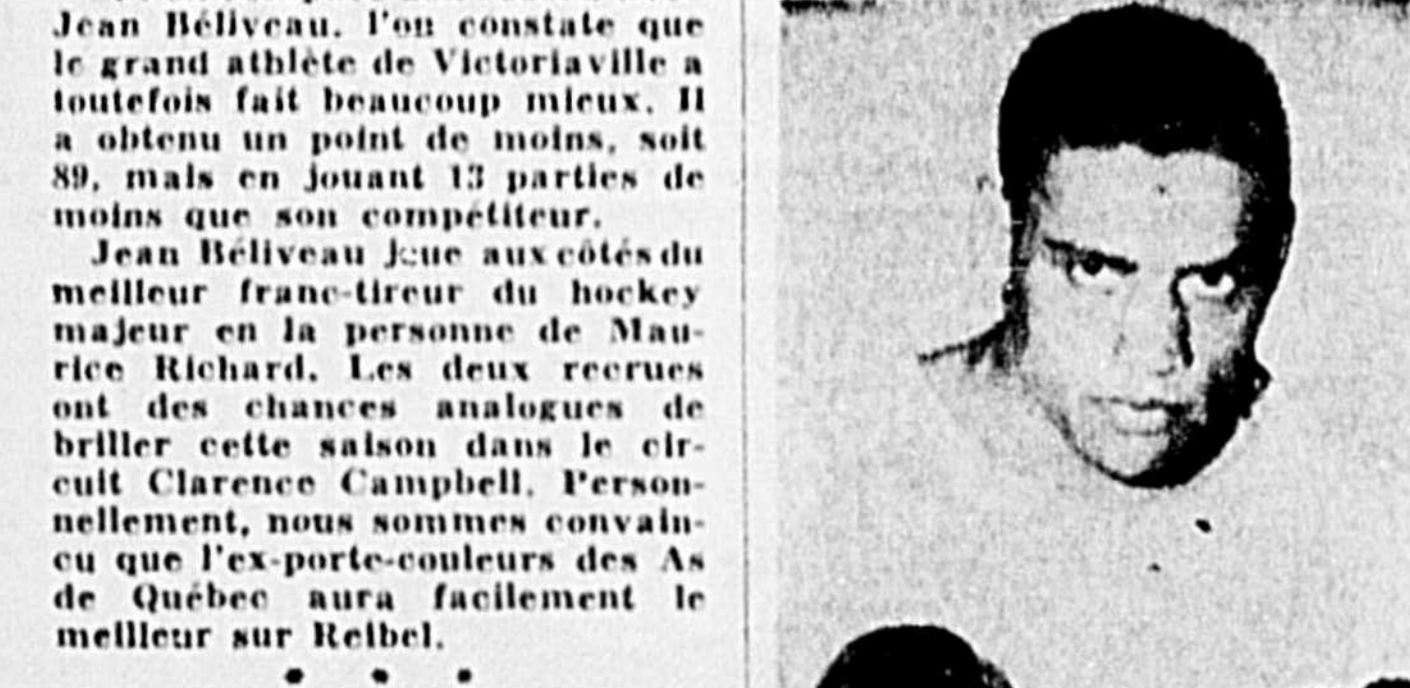 Jean Béliveau, l'on constate que
le grand athlète de Victoriaville a
toutefois fait beaucoup mieux. Il
a obtenu un point de moins, soit
89, mais en jouant 13 parties de
moins que son compétiteur.
Jean Béliveau joue aux côtés du
meilleur franc-tireur du hockey
majeur en la personne de Mau-
rice Richard. Les deux recrues
ont des chances analogues de
briller cette saison dans le cir-
cuit Clarence Campbell. Person-
nellement, nous sommes convain-
cu que l'ex-porte-couleurs des As
de Québec aura facilement le
meilleur sur Reibel.